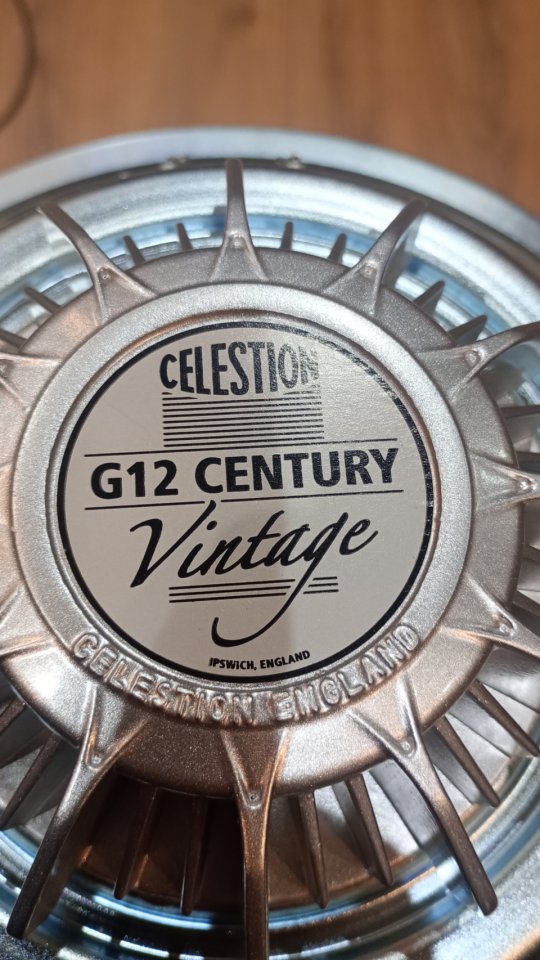 CELESTION
G12 CENTURY
Vintage
IPSWICH, ENGLAND
CELESTION ENGLAND